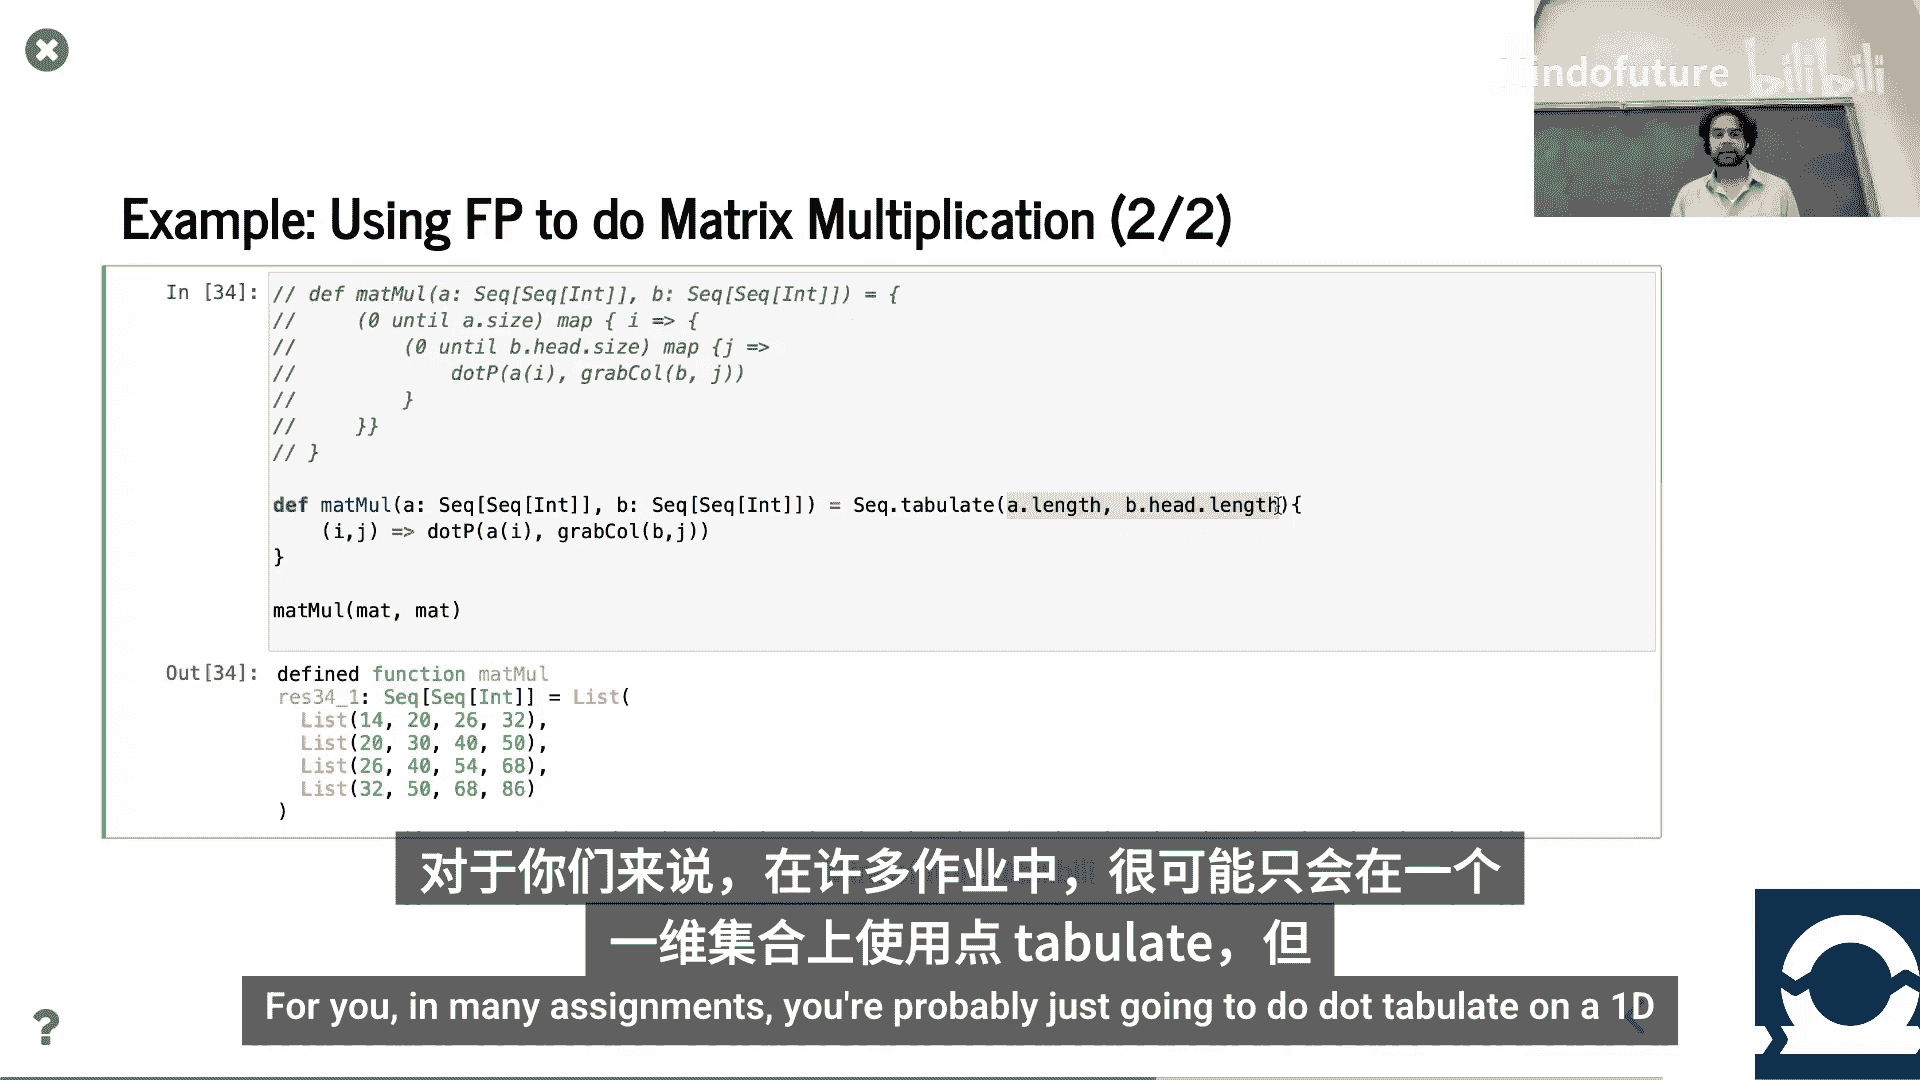 indofuture bilibili
Example: Using FP to do Matrix Multiplication (2/2)
In [34]:
// def matMul(a: Seq[Seq[Int]], b: Seq[Seq[Int]]) = {
//     (0 until a.size) map { i => {
//         (0 until b.head.size) map {j =>
//             dotP(a(i), grabCol(b, j))
//         }
//     }}
// }
def matMul(a: Seq[Seq[Int]], b: Seq[Seq[Int]]) = Seq.tabulate(a.length, b.head.length){
    (i,j) => dotP(a(i), grabCol(b,j))
}
matMul(mat, mat)
Out[34]:
defined function matMul
res34_1: Seq[Seq[Int]] = List(
  List(14, 20, 26, 32),
  List(20, 30, 40, 50),
  List(26, 40, 54, 68),
  List(32, 50, 68, 86)
)
对于你们来说，在许多作业中，很可能只会在一个
一维集合上使用点 tabulate，但
For you, in many assignments, you're probably just going to do dot tabulate on a 1D
?